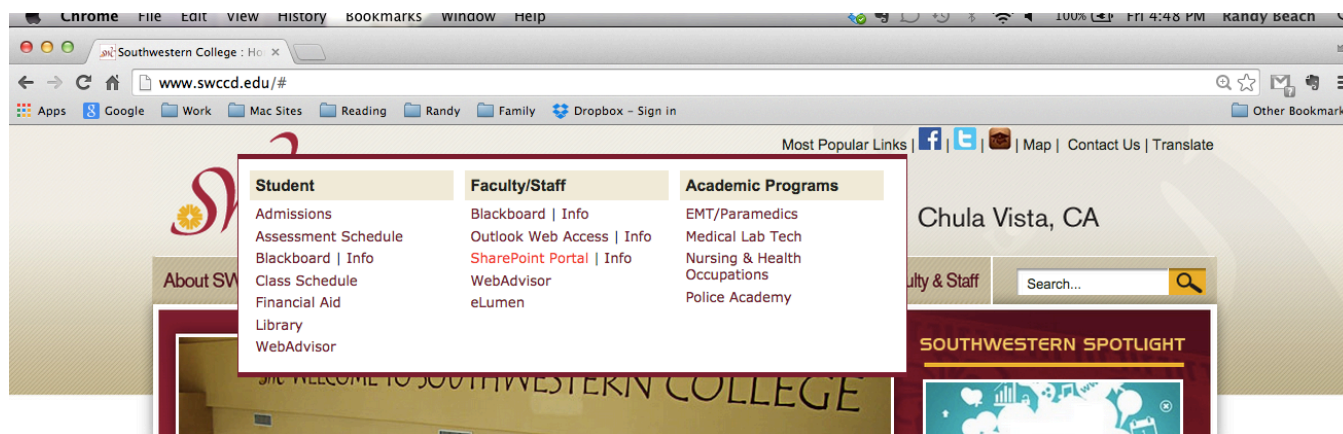 Chrome File Edit View History Bookmarks Window Help 100% Fri 4:48 PM Randy Beach
Southwestern College : Ho
www.swccd.edu/#
Apps Google Work Mac Sites Reading Randy Family Dropbox – Sign in Other Bookmark
Most Popular Links | | | | Map | Contact Us | Translate
Student Faculty/Staff Academic Programs
Admissions Blackboard | Info EMT/Paramedics
Assessment Schedule Outlook Web Access | Info Medical Lab Tech
Blackboard | Info SharePoint Portal | Info Nursing & Health
Occupations
Class Schedule WebAdvisor Police Academy
Financial Aid eLumen
Library
WebAdvisor
Chula Vista, CA
About SW ulty & Staff Search...
SOUTHWESTERN SPOTLIGHT
WELCOME TO SOUTHWESTERN COLLEGE